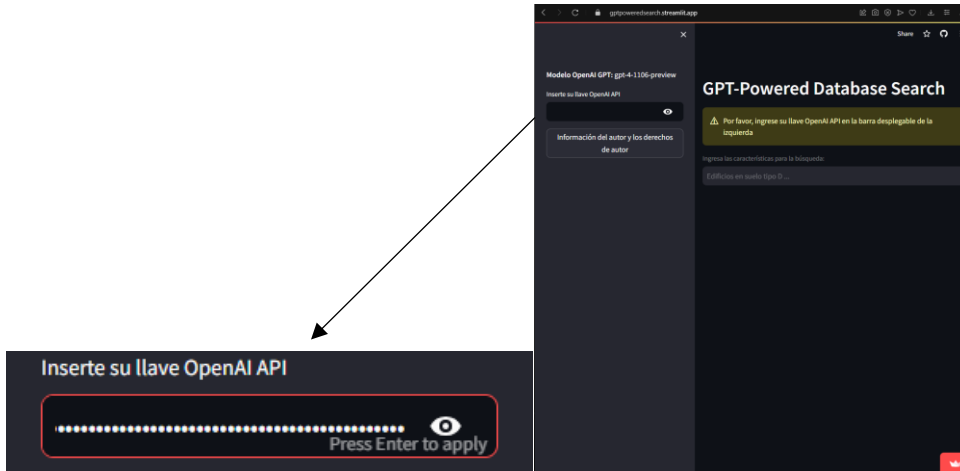 gptpoweredsearch.streamlit.app
Share
Modelo OpenAI GPT: gpt-4-1106-preview
Inserte su llave OpenAI API
Información del autor y los derechos
de autor
GPT-Powered Database Search
Por favor, ingrese su llave OpenAI API en la barra desplegable de la
izquierda
Ingresa las características para la búsqueda:
Edificios en suelo tipo D ...
Inserte su llave OpenAI API
Press Enter to apply